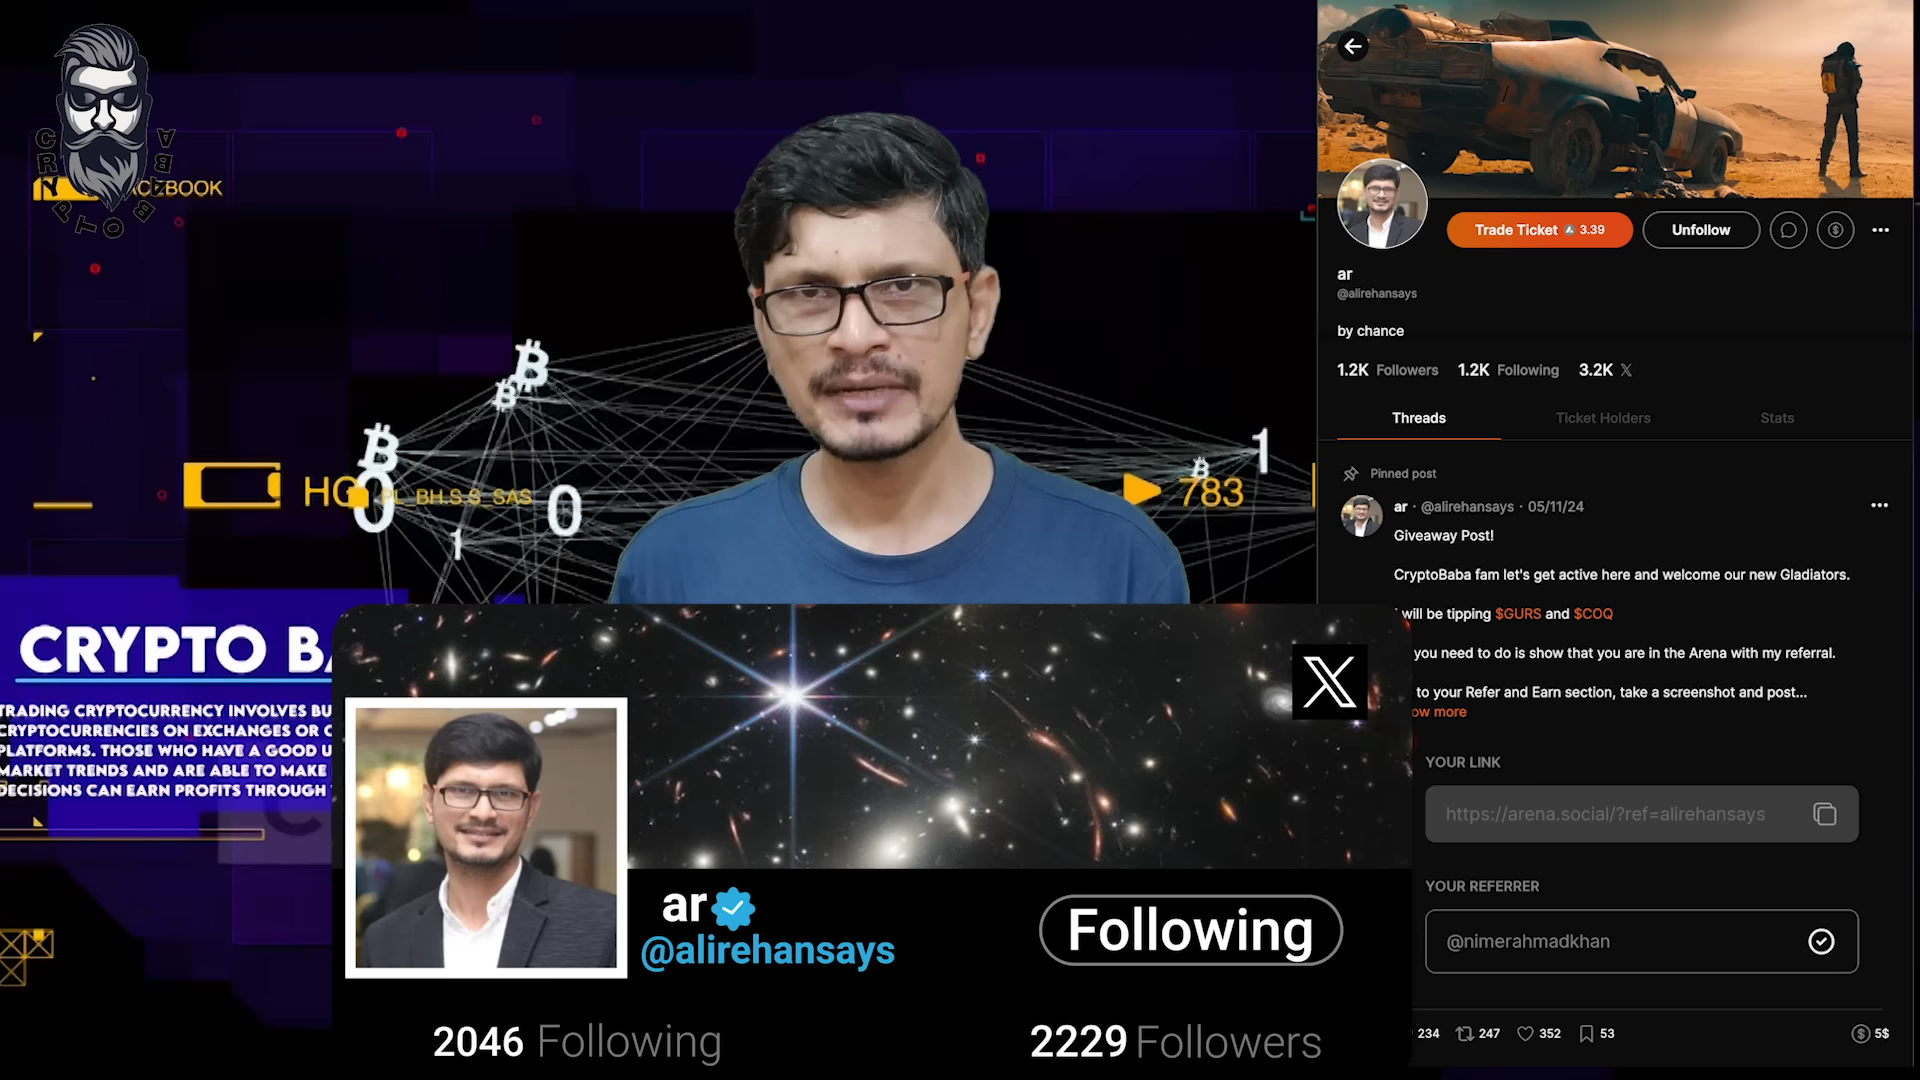 CRYPTO BABA
HG
783
CRYPTO BA
TRADING CRYPTOCURRENCY INVOLVES BU
CRYPTOCURRENCIES ON EXCHANGES OR
PLATFORMS. THOSE WHO HAVE A GOOD U
MARKET TRENDS AND ARE ABLE TO MAKE
DECISIONS CAN EARN PROFITS THROUGH
ar
@alirehansays
Following
2046 Following
2229 Followers
X
Trade Ticket 3.39
Unfollow
ar
@alirehansays
by chance
1.2K Followers 1.2K Following 3.2K X
Threads Ticket Holders Stats
Pinned post
ar · @alirehansays · 05/11/24
Giveaway Post!
CryptoBaba fam let's get active here and welcome our new Gladiators.
will be tipping $GURS and $COQ
you need to do is show that you are in the Arena with my referral.
to your Refer and Earn section, take a screenshot and post...
ow more
YOUR LINK
https://arena.social/?ref=alirehansays
YOUR REFERRER
@nimerahmadkhan
234 247 352 53 5$